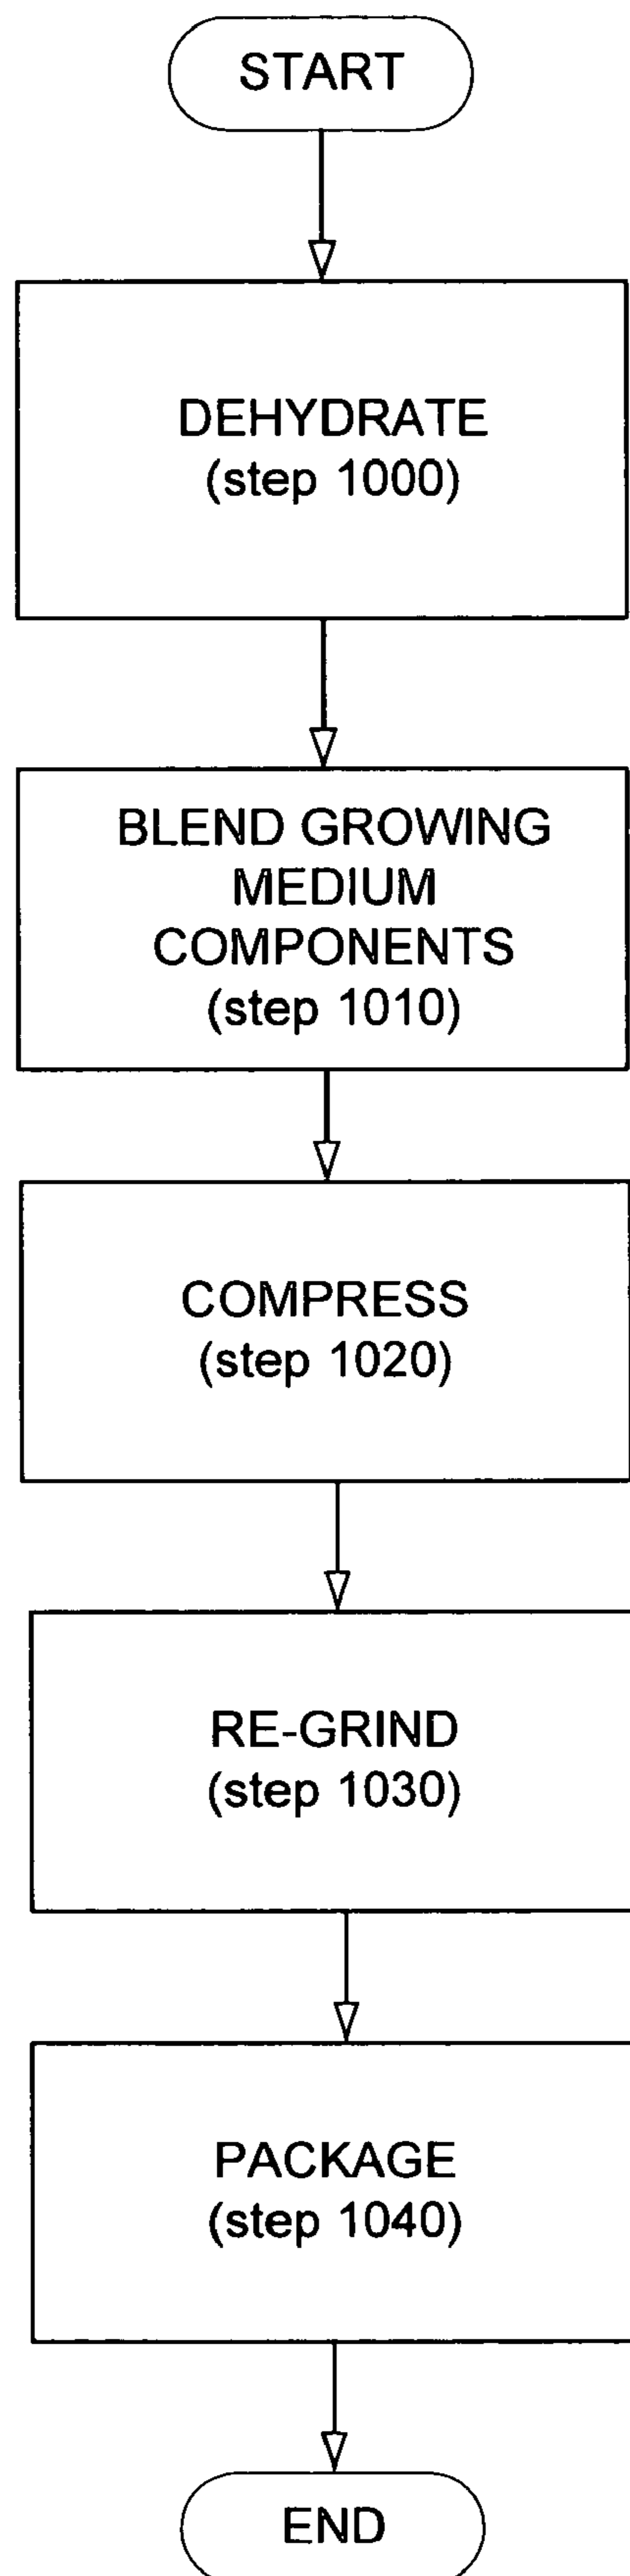 START
DEHYDRATE
(step 1000)
BLEND GROWING
MEDIUM
COMPONENTS
(step 1010)
COMPRESS
(step 1020)
RE-GRIND
(step 1030)
PACKAGE
(step 1040)
END